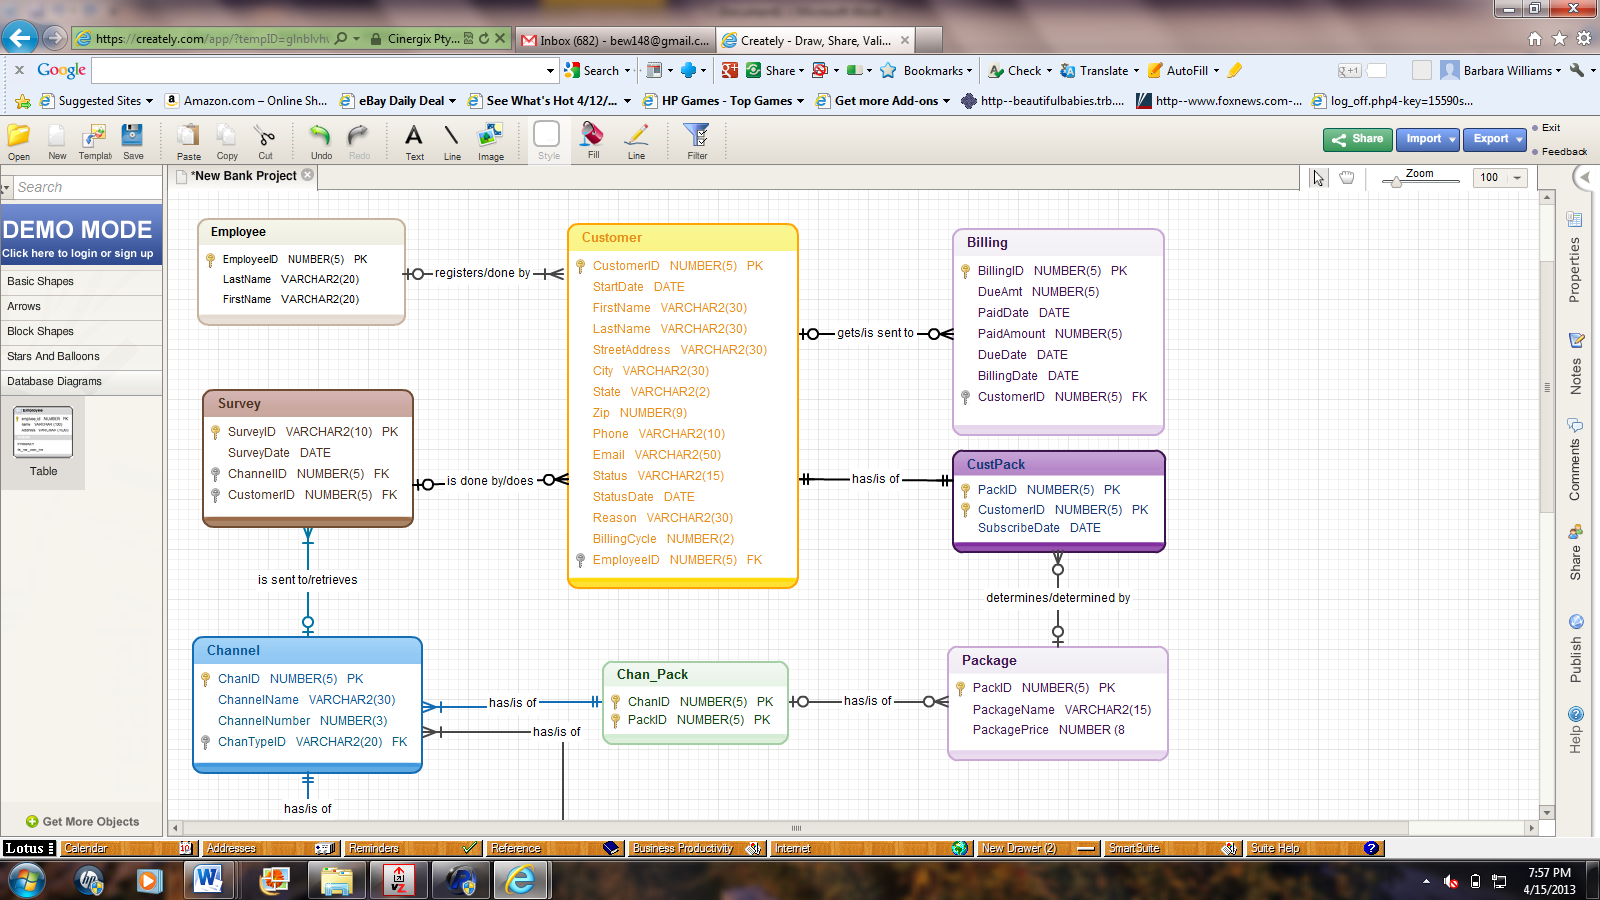 https://creately.com/app/?tempID=gInblvh
Cinergix Pty...
Inbox (682) - bew148@gmail.c...
Creately - Draw, Share, Vali...
Google
Search
Share
Bookmarks
Check
Translate
AutoFill
+1
Barbara Williams
Suggested Sites
Amazon.com – Online Sh...
eBay Daily Deal
See What's Hot 4/12/...
HP Games - Top Games
Get more Add-ons
http--beautifulbabies.trb....
http--www.foxnews.com-...
log_off.php4-key=15590s...
Open
New
Templat
Save
Paste
Copy
Cut
Undo
Redo
Text
Line
Image
Style
Fill
Line
Filter
Share
Import
Export
Exit
Feedback
Search
*New Bank Project
Zoom
100
DEMO MODE
Click here to login or sign up
Basic Shapes
Arrows
Block Shapes
Stars And Balloons
Database Diagrams
Table
Get More Objects
Employee
EmployeeID NUMBER(5) PK
LastName VARCHAR2(20)
FirstName VARCHAR2(20)
registers/done by
Customer
CustomerID NUMBER(5) PK
StartDate DATE
FirstName VARCHAR2(30)
LastName VARCHAR2(30)
StreetAddress VARCHAR2(30)
City VARCHAR2(30)
State VARCHAR2(2)
Zip NUMBER(9)
Phone VARCHAR2(10)
Email VARCHAR2(50)
Status VARCHAR2(15)
StatusDate DATE
Reason VARCHAR2(30)
BillingCycle NUMBER(2)
EmployeeID NUMBER(5) FK
gets/is sent to
Billing
BillingID NUMBER(5) PK
DueAmt NUMBER(5)
PaidDate DATE
PaidAmount NUMBER(5)
DueDate DATE
BillingDate DATE
CustomerID NUMBER(5) FK
Survey
SurveyID VARCHAR2(10) PK
SurveyDate DATE
ChannelID NUMBER(5) FK
CustomerID NUMBER(5) FK
is done by/does
has/is of
CustPack
PackID NUMBER(5) PK
CustomerID NUMBER(5) PK
SubscribeDate DATE
is sent to/retrieves
determines/determined by
Channel
ChanID NUMBER(5) PK
ChannelName VARCHAR2(30)
ChannelNumber NUMBER(3)
ChanTypeID VARCHAR2(20) FK
has/is of
has/is of
Chan_Pack
ChanID NUMBER(5) PK
PackID NUMBER(5) PK
has/is of
Package
PackID NUMBER(5) PK
PackageName VARCHAR2(15)
PackagePrice NUMBER (8
has/is of
Properties
Notes
Comments
Share
Publish
Help
Lotus
Calendar
10
Addresses
Reminders
Reference
Business Productivity
Internet
New Drawer (2)
SmartSuite
Suite Help
7:57 PM
4/15/2013